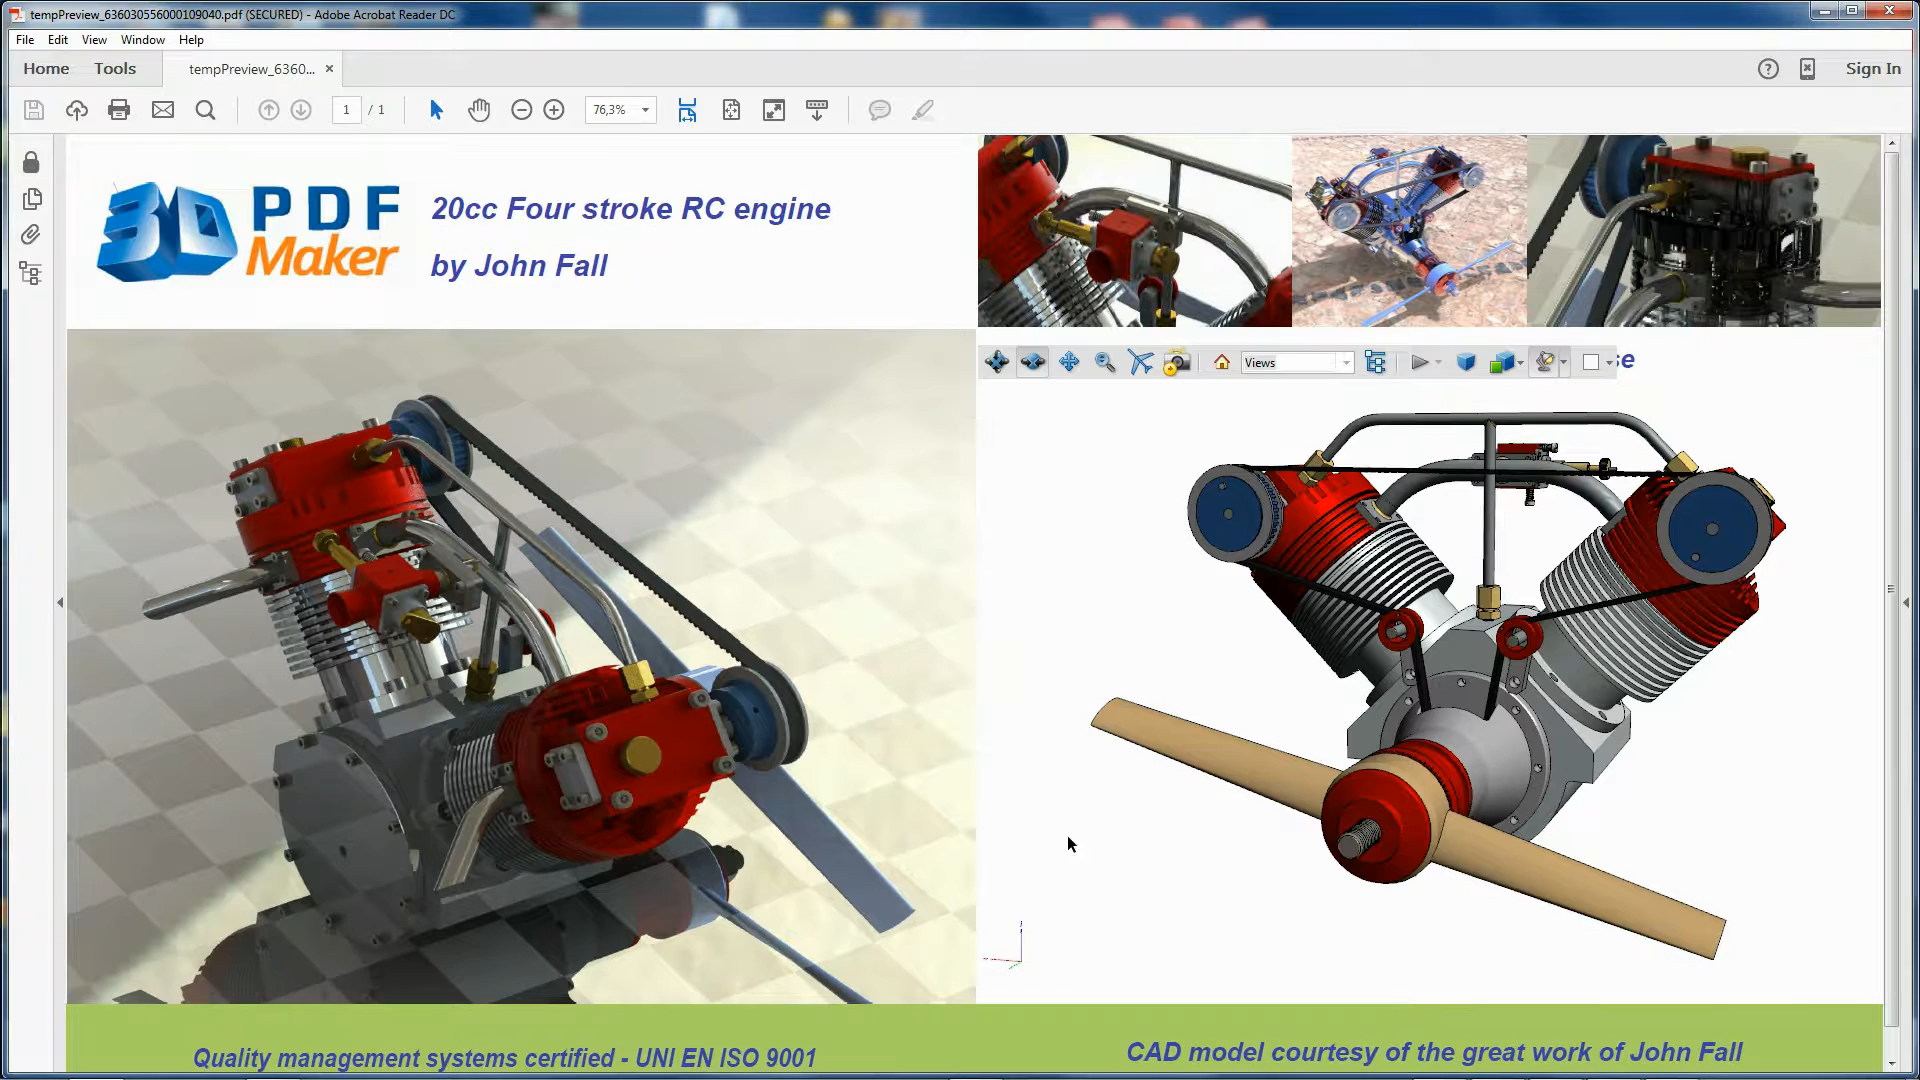 tempPreview_636030556000109040.pdf (SECURED) - Adobe Acrobat Reader DC
File Edit View Window Help
Home Tools tempPreview_6360... × Sign In
1 / 1 76,3%
3D PDF Maker
20cc Four stroke RC engine
by John Fall
Views
Quality management systems certified - UNI EN ISO 9001
CAD model courtesy of the great work of John Fall